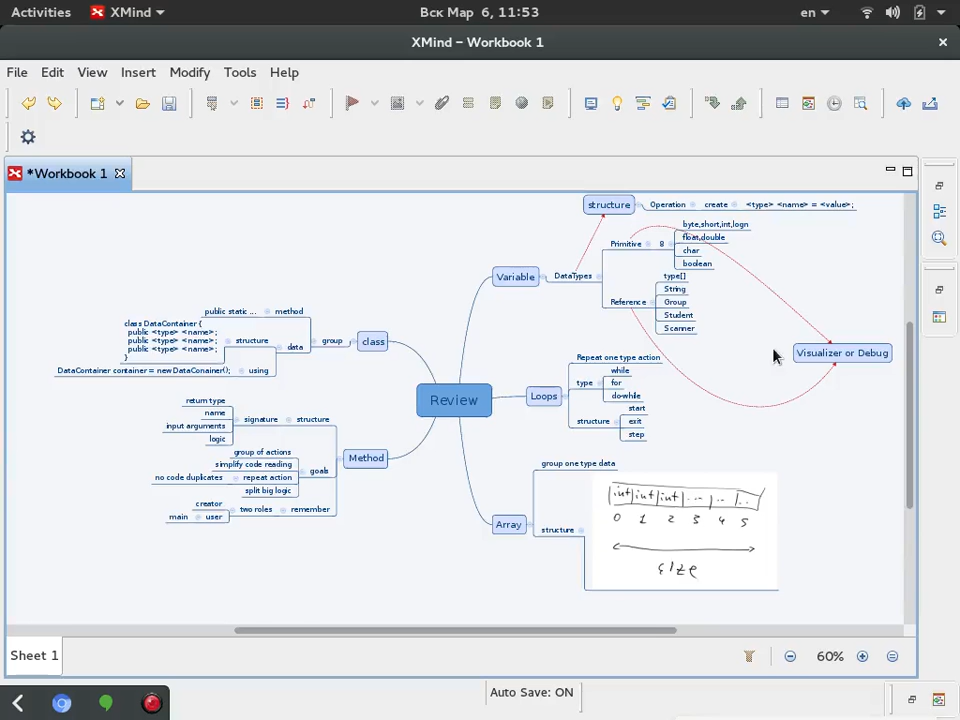 Activities XMind Вск Мар 6, 11:53 en
XMind – Workbook 1
File Edit View Insert Modify Tools Help
*Workbook 1
structure Operation create <type> <name> = <value>;
byte,short,int,logn
Primitive 8 float,double
char
boolean
Variable DataTypes
type[]
String
Reference Group
Student
Scanner
Visualizer or Debug
public static ... method
class DataContainer {
public <type> <name>;
public <type> <name>;
public <type> <name>;
}
structure data group class
DataContainer container = new DataConainer(); using
Repeat one type action
while
type for
do-while
Loops
start
structure exit
step
Review
return type
name
input arguments signature structure
logic
group of actions
simplify code reading
no code duplicates repeat action goals
split big logic
Method
creator
main user two roles remember
group one type data
Array structure
int int int ... .. ..
0 1 2 3 4 5
size
Sheet 1 60%
Auto Save: ON